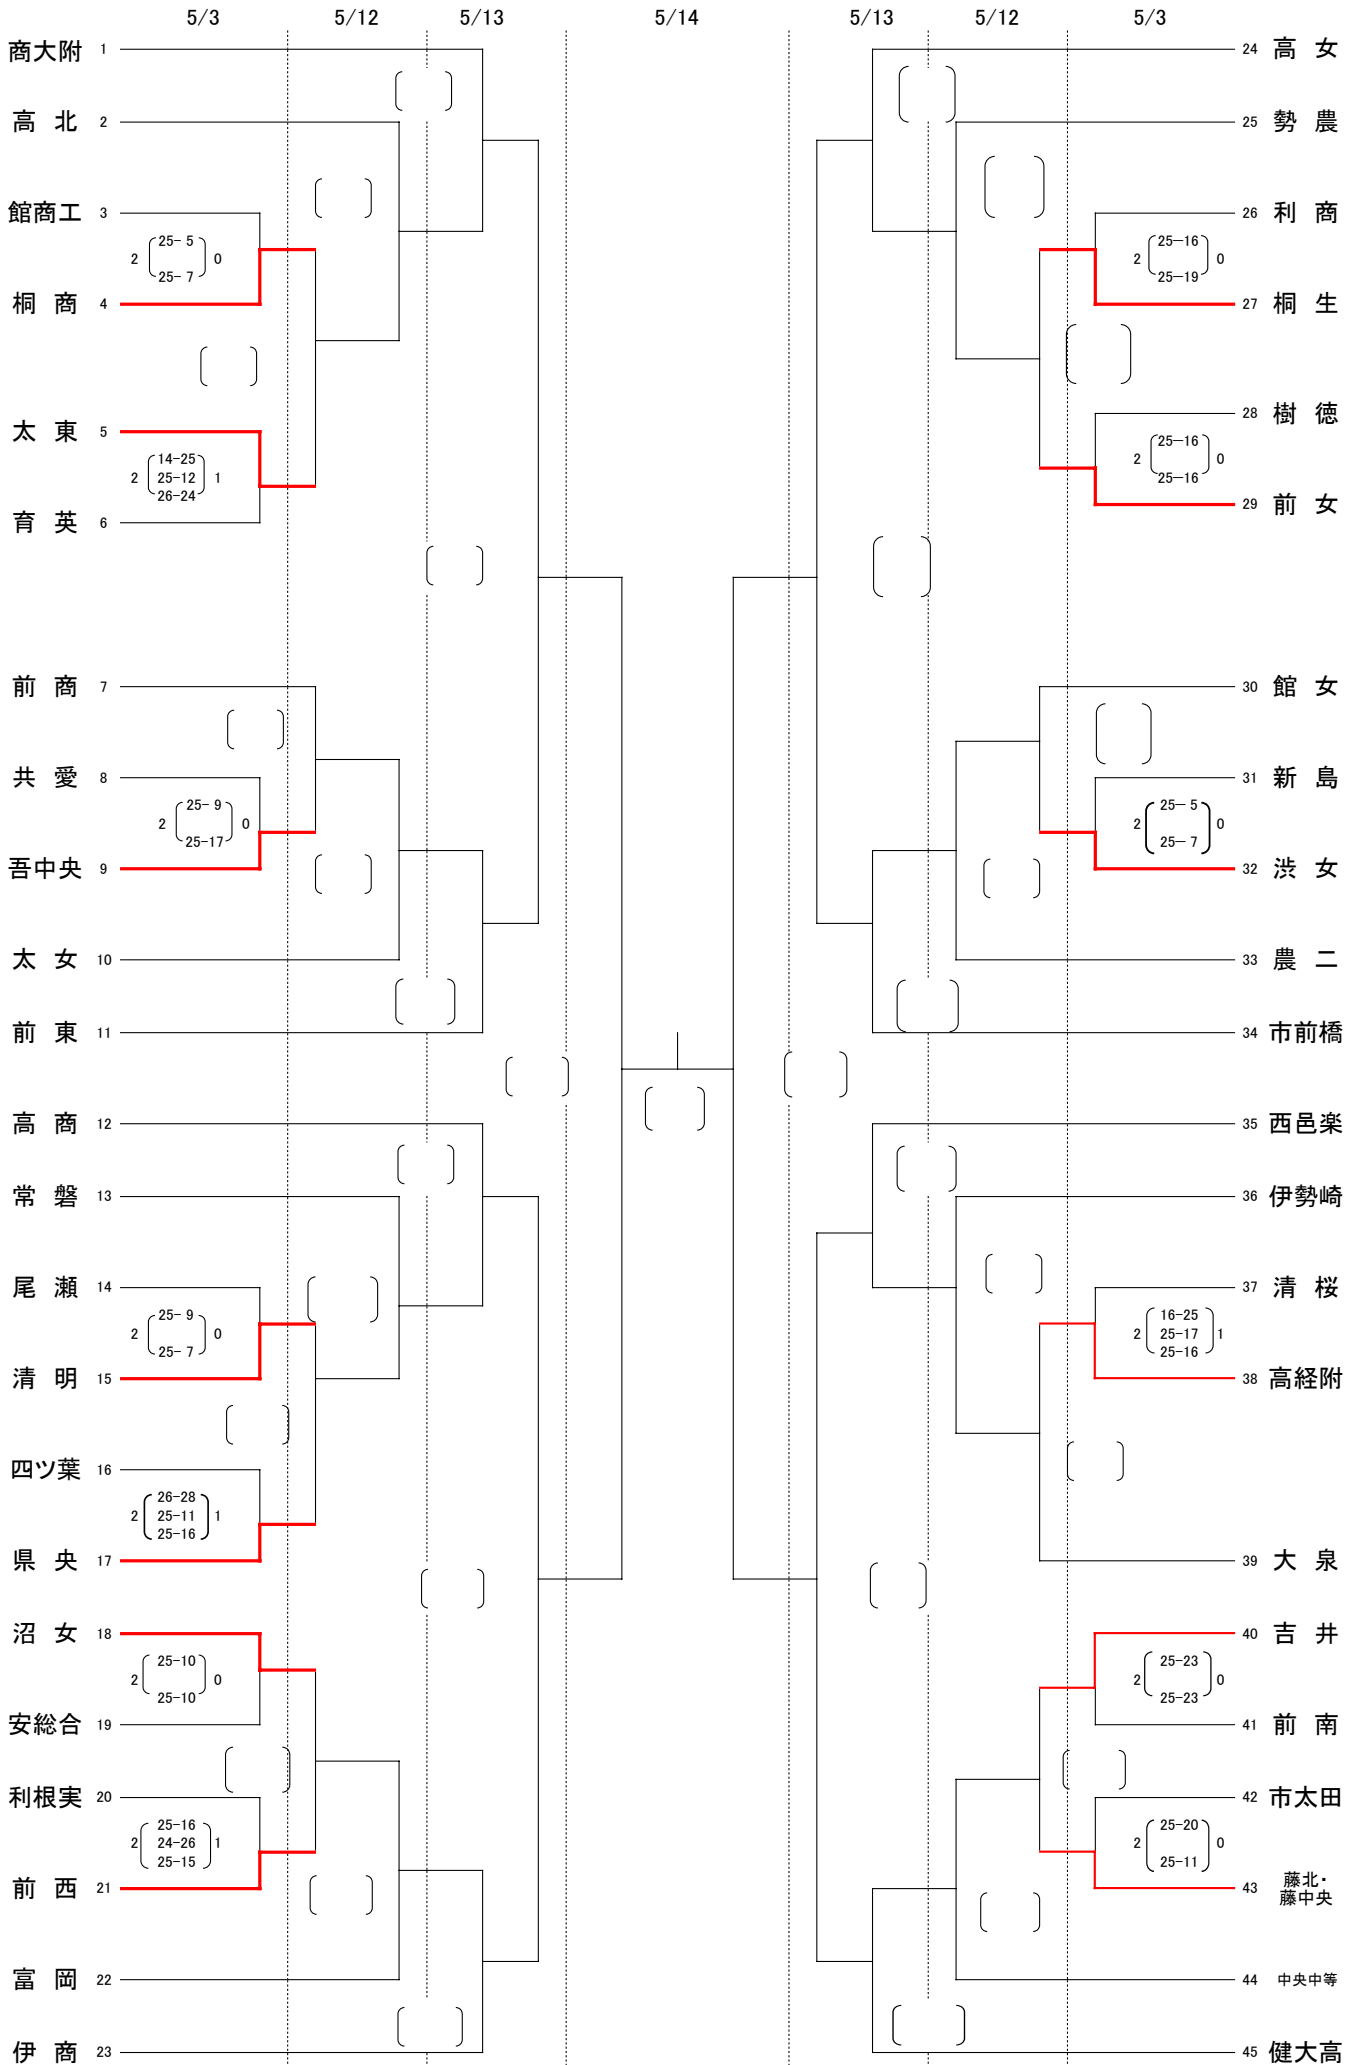 5/3 5/12 5/13 5/14 5/13 5/12 5/3
商大附 1
高 北 2
館商工 3
2 25- 5 0
25- 7
桐 商 4
太 東 5
14-25
2 25-12 1
26-24
育 英 6
前 商 7
共 愛 8
25- 9
2 0
25-17
吾中央 9
太 女 10
前 東 11
高 商 12
常 磐 13
尾 瀬 14
25- 9
2 0
25- 7
清 明 15
四ツ葉 16
26-28
2 25-11 1
25-16
県 央 17
沼 女 18
25-10
2 0
25-10
安総合 19
利根実 20
25-16
2 24-26 1
25-15
前 西 21
富 岡 22
伊 商 23
24 高 女
25 勢 農
26 利 商
25-16
2 0
25-19
27 桐 生
28 樹 徳
25-16
2 0
25-16
29 前 女
30 館 女
31 新 島
25- 5
2 0
25- 7
32 渋 女
33 農 二
34 市前橋
35 西邑楽
36 伊勢崎
37 清 桜
16-25
2 25-17 1
25-16
38 高経附
39 大 泉
40 吉 井
25-23
2 0
25-23
41 前 南
42 市太田
25-20
2 0
25-11
43 藤北・
藤中央
44 中央中等
45 健大高